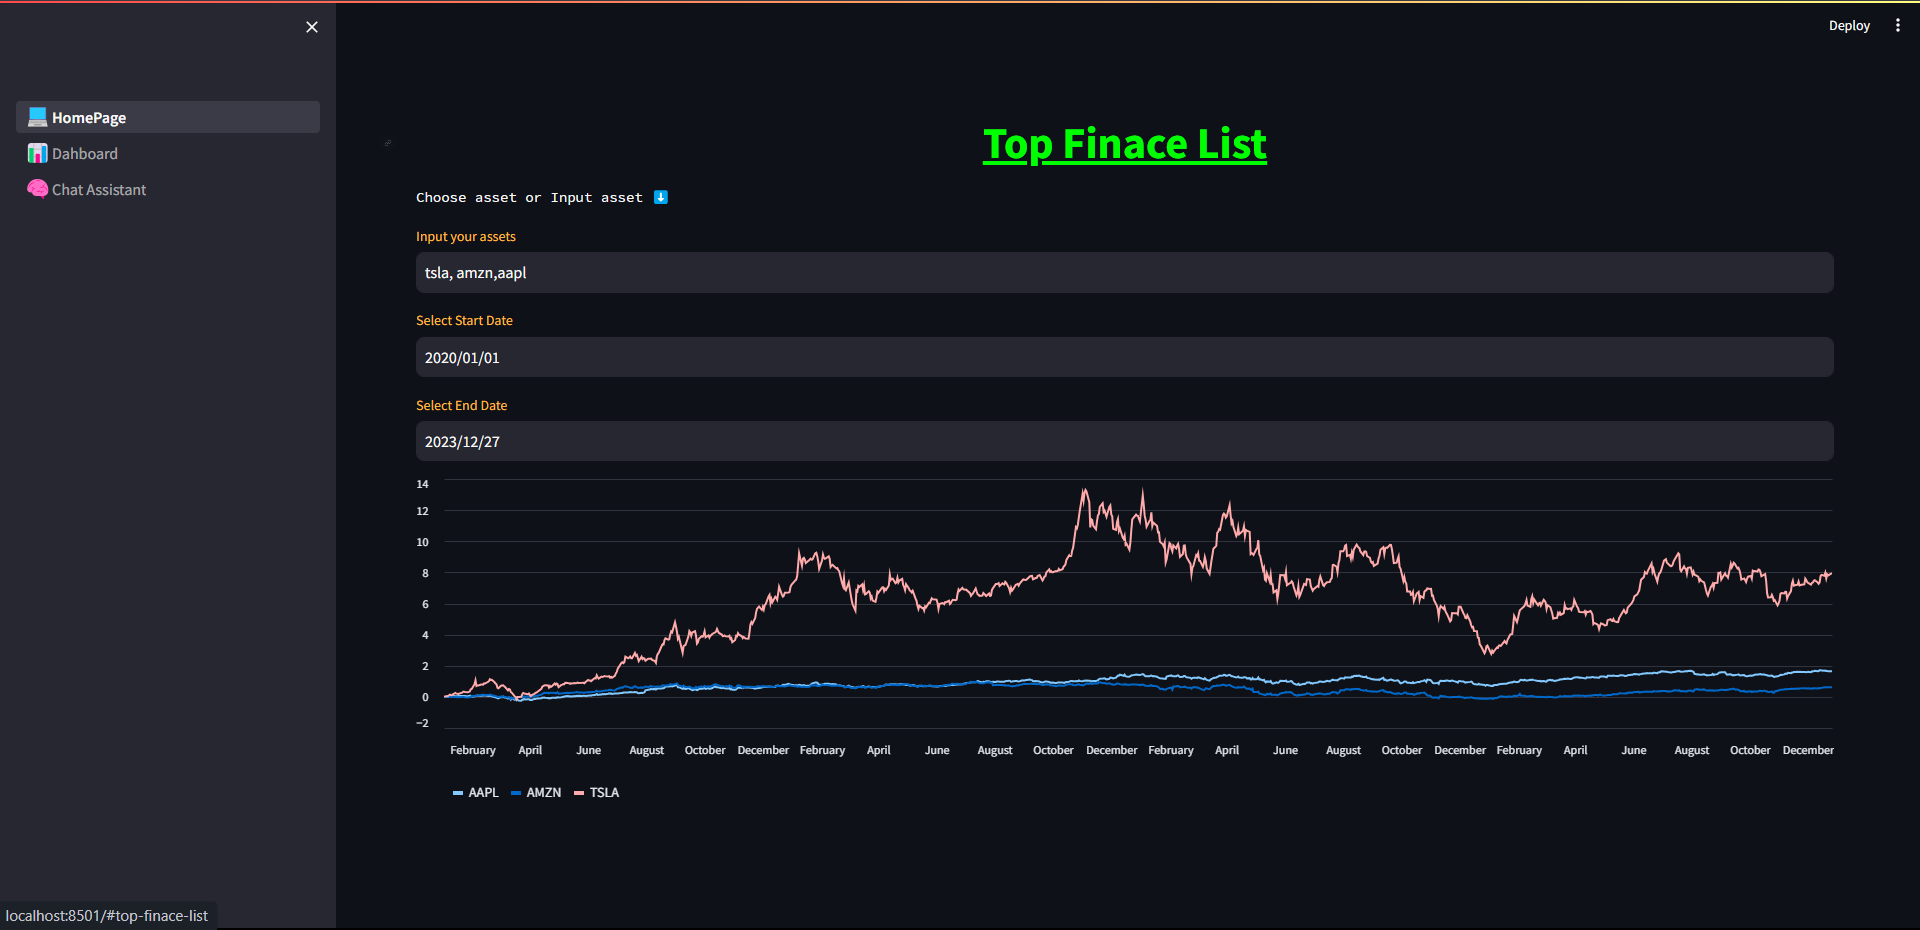 Deploy
HomePage
Dahboard
Chat Assistant
Top Finace List
Choose asset or Input asset
Input your assets
tsla, amzn,aapl
Select Start Date
2020/01/01
Select End Date
2023/12/27
14
12
10
8
6
4
2
0
−2
February April June August October December February April June August October December February April June August October December February April June August October December
AAPL AMZN TSLA
localhost:8501/#top-finace-list